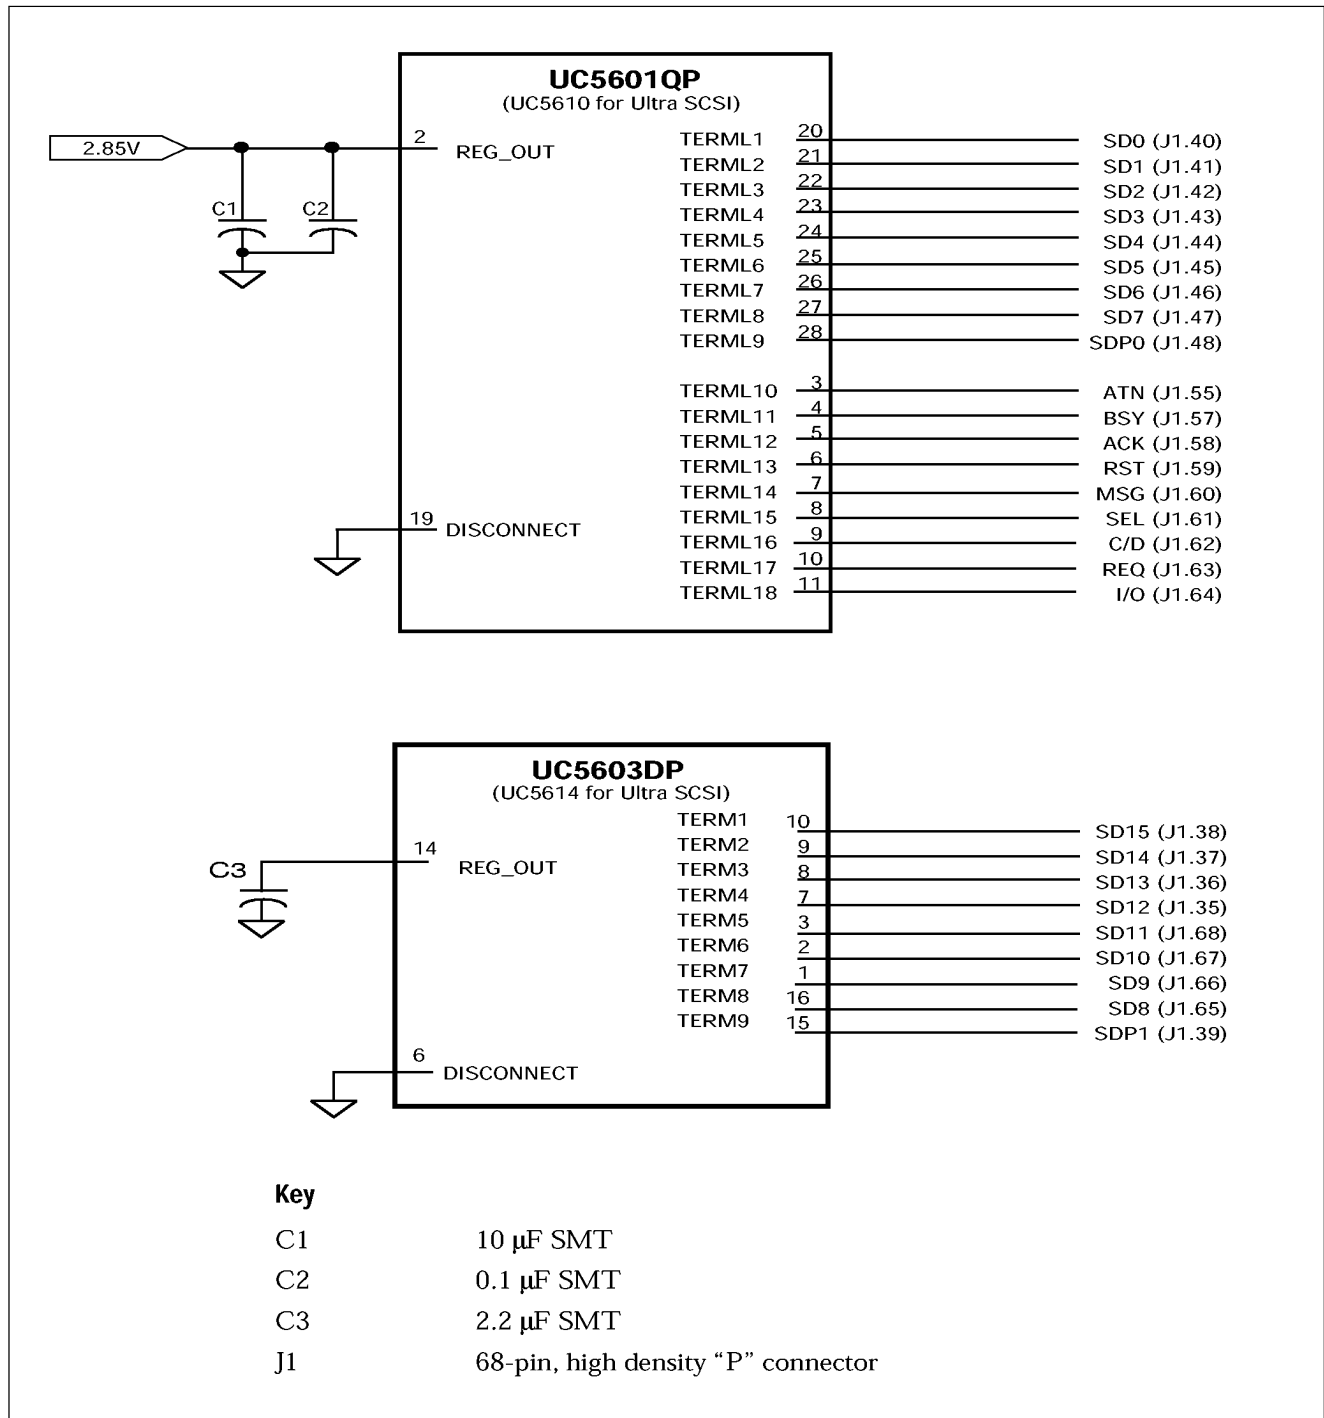 UC5601QP
(UC5610 for Ultra SCSI)
2.85V
2 REG_OUT
C1 C2
TERML1 20 SD0 (J1.40)
TERML2 21 SD1 (J1.41)
TERML3 22 SD2 (J1.42)
TERML4 23 SD3 (J1.43)
TERML5 24 SD4 (J1.44)
TERML6 25 SD5 (J1.45)
TERML7 26 SD6 (J1.46)
TERML8 27 SD7 (J1.47)
TERML9 28 SDP0 (J1.48)
TERML10 3 ATN (J1.55)
TERML11 4 BSY (J1.57)
TERML12 5 ACK (J1.58)
TERML13 6 RST (J1.59)
TERML14 7 MSG (J1.60)
TERML15 8 SEL (J1.61)
TERML16 9 C/D (J1.62)
TERML17 10 REQ (J1.63)
TERML18 11 I/O (J1.64)
19 DISCONNECT
UC5603DP
(UC5614 for Ultra SCSI)
14 REG_OUT
C3
TERM1 10 SD15 (J1.38)
TERM2 9 SD14 (J1.37)
TERM3 8 SD13 (J1.36)
TERM4 7 SD12 (J1.35)
TERM5 3 SD11 (J1.68)
TERM6 2 SD10 (J1.67)
TERM7 1 SD9 (J1.66)
TERM8 16 SD8 (J1.65)
TERM9 15 SDP1 (J1.39)
6 DISCONNECT
Key
C1 10 µF SMT
C2 0.1 µF SMT
C3 2.2 µF SMT
J1 68-pin, high density “P” connector